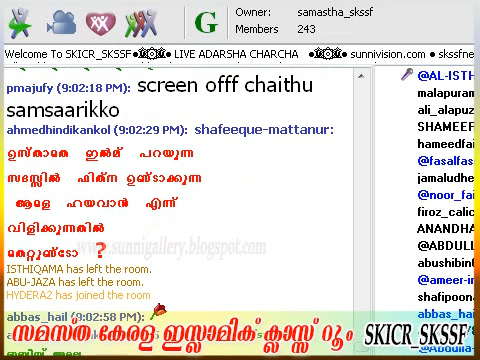 Owner: samastha_skssf
Members 243
Welcome To SKICR_SKSSF LIVE ADARSHA CHARCHA sunnivision.com skssfne
pmajufy (9:02:18 PM): screen offf chaithu
samsaarikko
ahmedhindikankol (9:02:29 PM): shafeeque-mattanur:
ഉസ്താതെ ഇൽമ് പറയുന്ന
സദസ്സിൽ ഫിത്ന ഉണ്ടാക്കുന്ന
ആളെ ഹയവാൻ എന്ന്
വിളിക്കുന്നതിൽ
തെറ്റുണ്ടോ ?
www.sunnigallery.blogspot.com
ISTHIQAMA has left the room.
ABU-JAZA has left the room.
HYDERA2 has joined the room
abbas_hail (9:02:58 PM):
@AL-ISTH
malapuram
ali_alapuz
SHAMEEF
hameedfai
@fasalfas
jamaludhe
@noor_fai
firoz_calic
ANANDHA
@ABDULL
abusthah
@ameer-in
shafipoona
abbas_hai
സമസ്ത കേരള ഇസ്ലാമിക് ക്ലാസ്സ് റൂം SKICR_SKSSF